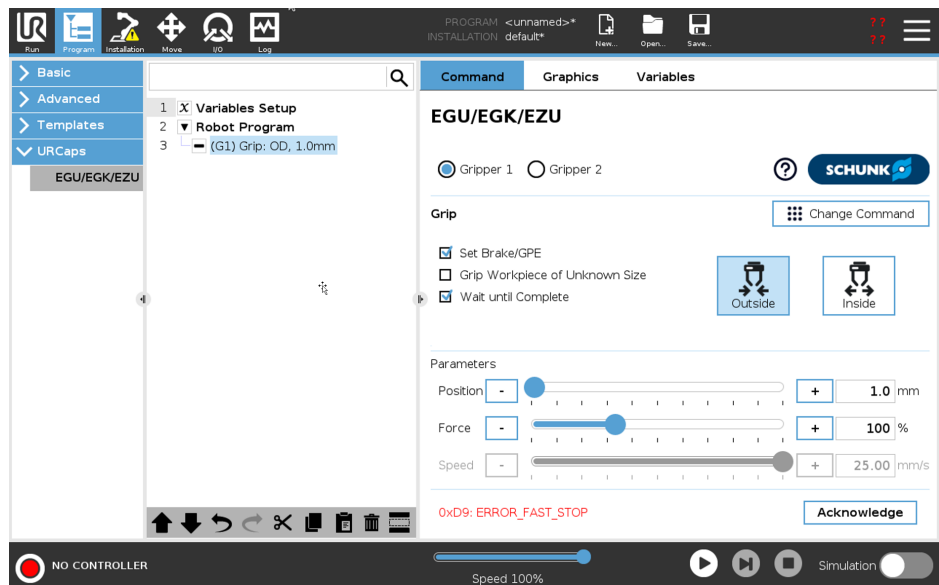 UR
PROGRAM <unnamed>*
INSTALLATION default*
? ?
? ?
Run
Program
Installation
Move
I/O
Log
New...
Open...
Save...
Basic
Advanced
Templates
URCaps
EGU/EGK/EZU
1 X Variables Setup
2 Robot Program
3 (G1) Grip: OD, 1.0mm
Command Graphics Variables
EGU/EGK/EZU
Gripper 1 Gripper 2
? SCHUNK
Grip
Change Command
Set Brake/GPE
Grip Workpiece of Unknown Size
Wait until Complete
Outside
Inside
Parameters
Position - + 1.0 mm
Force - + 100 %
Speed - + 25.00 mm/s
0xD9: ERROR_FAST_STOP
Acknowledge
NO CONTROLLER
Speed 100%
Simulation